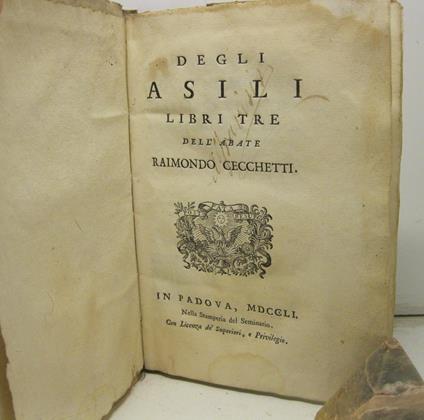 DEGLI
ASILI
LIBRI TRE
DELL'ABATE
RAIMONDO CECCHETTI.
IN PADOVA, MDCCLI.
Nella Stamperia del Seminario.
Con Licenza de' Superiori, e Privilegio.